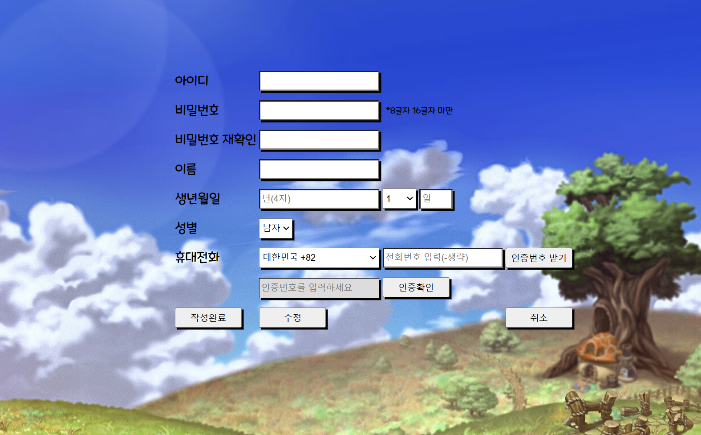 아이디
비밀번호 *8글자 16글자 미만
비밀번호 재확인
이름
생년월일 년(4자) 1 일
성별 남자
휴대전화 대한민국 +82 전화번호 입력(-생략) 인증번호 받기
인증번호를 입력하세요 인증확인
작성완료 수정 취소